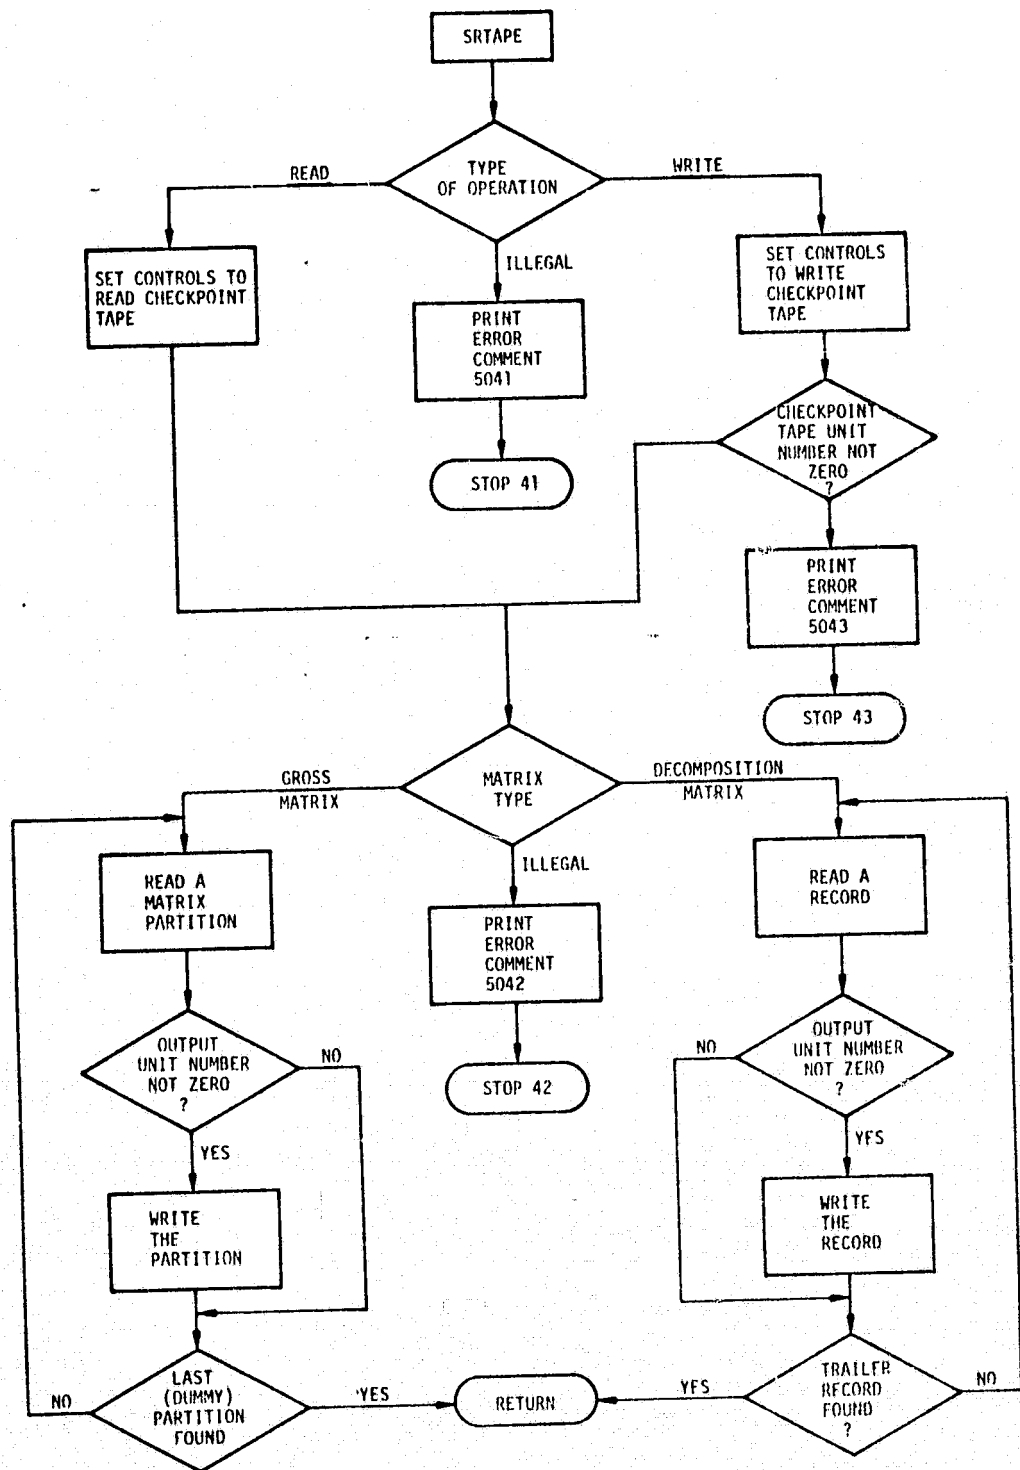 SRTAPE
TYPE
OF OPERATION
READ
WRITE
ILLEGAL
SET CONTROLS TO
READ CHECKPOINT
TAPE
SET CONTROLS
TO WRITE
CHECKPOINT
TAPE
PRINT
ERROR
COMMENT
5041
STOP 41
CHECKPOINT
TAPE UNIT
NUMBER NOT
ZERO
?
PRINT
ERROR
COMMENT
5043
STOP 43
MATRIX
TYPE
GROSS
MATRIX
DECOMPOSITION
MATRIX
ILLEGAL
READ A
MATRIX
PARTITION
PRINT
ERROR
COMMENT
5042
STOP 42
READ A
RECORD
OUTPUT
UNIT NUMBER
NOT ZERO
?
NO
YES
OUTPUT
UNIT NUMBER
NOT ZERO
?
NO
YES
WRITE
THE
PARTITION
WRITE
THE
RECORD
LAST
(DUMMY)
PARTITION
FOUND
NO
YES
RETURN
YES
TRAILER
RECORD
FOUND
?
NO